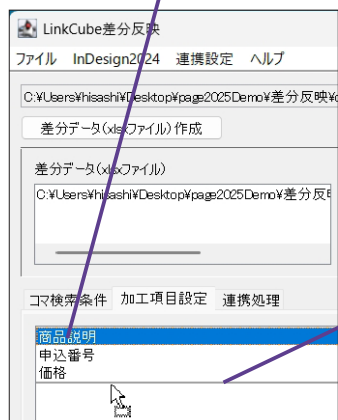 LinkCube差分反映
ファイル InDesign2024 連携設定 ヘルプ
C:¥Users¥hisashi¥Desktop¥page2025Demo¥差分反映¥
差分データ(xlsxファイル)作成
差分データ(xlsxファイル)
C:¥Users¥hisashi¥Desktop¥page2025Demo¥差分反
コマ検索条件 加工項目設定 連携処理
商品説明
申込番号
価格